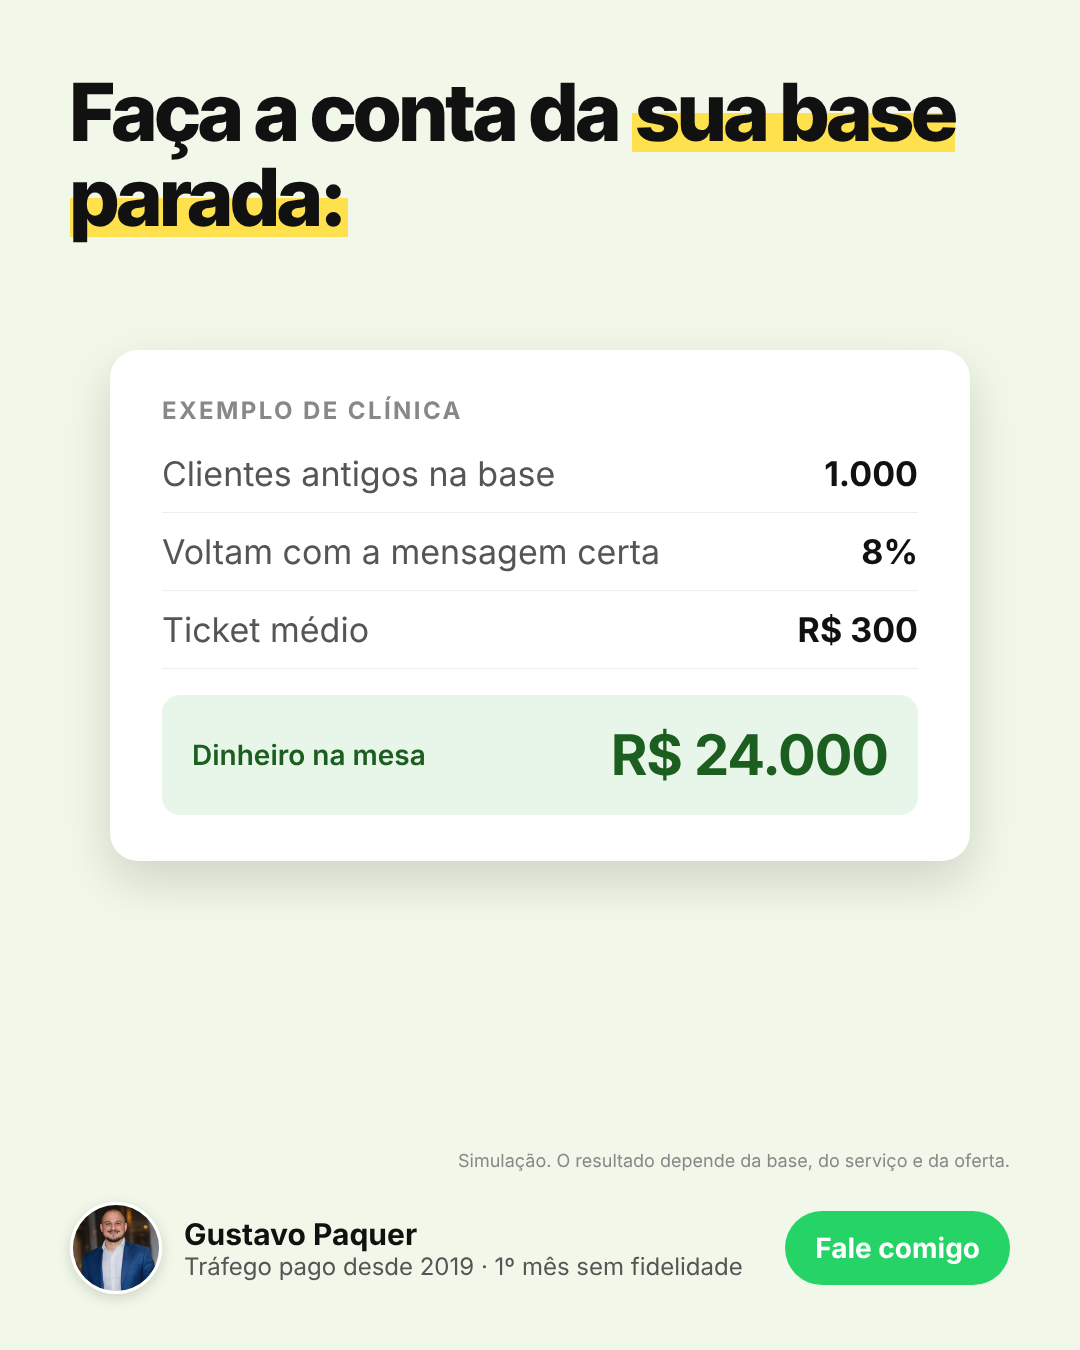 Faça a conta da sua base
parada:
EXEMPLO DE CLÍNICA
Clientes antigos na base 1.000
Voltam com a mensagem certa 8%
Ticket médio R$ 300
Dinheiro na mesa R$ 24.000
Simulação. O resultado depende da base, do serviço e da oferta.
Gustavo Paquer
Tráfego pago desde 2019 · 1º mês sem fidelidade
Fale comigo